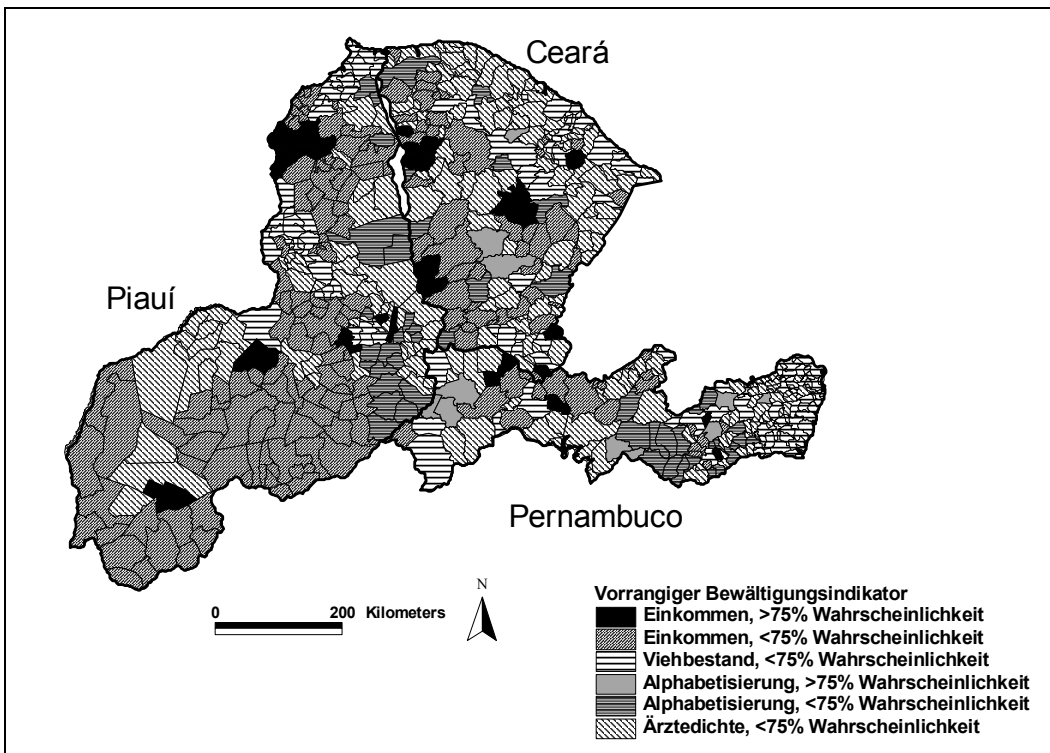 Ceará
Piauí
Pernambuco
N
0 200 Kilometers
Vorrangiger Bewältigungsindikator
Einkommen, >75% Wahrscheinlichkeit
Einkommen, <75% Wahrscheinlichkeit
Viehbestand, <75% Wahrscheinlichkeit
Alphabetisierung, >75% Wahrscheinlichkeit
Alphabetisierung, <75% Wahrscheinlichkeit
Ärztedichte, <75% Wahrscheinlichkeit